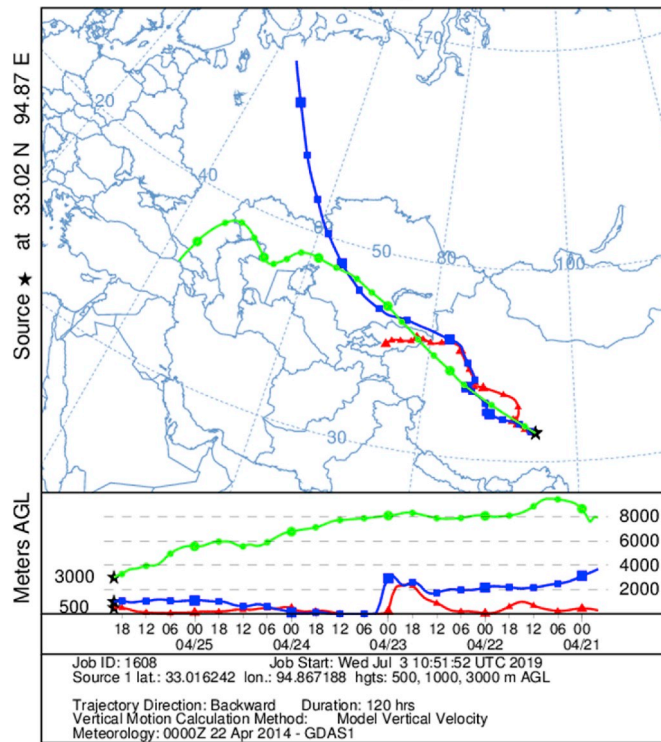 Source ★ at 33.02 N 94.87 E
70
20
40
60
50
80
100
70
30
Meters AGL
8000
6000
4000
2000
3000
500
18 12 06 00 18 12 06 00 18 12 06 00 18 12 06 00 18 12 06 00
04/25 04/24 04/23 04/22 04/21
Job ID: 1608 Job Start: Wed Jul 3 10:51:52 UTC 2019
Source 1 lat.: 33.016242 lon.: 94.867188 hgts: 500, 1000, 3000 m AGL
Trajectory Direction: Backward Duration: 120 hrs
Vertical Motion Calculation Method: Model Vertical Velocity
Meteorology: 0000Z 22 Apr 2014 - GDAS1